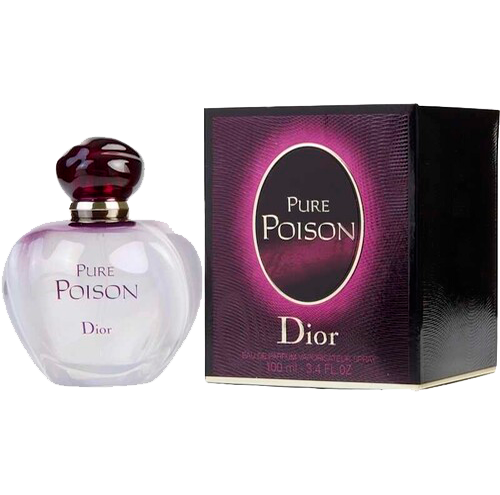 PURE
POISON
Dior
PURE
POISON
Dior
EAU DE PARFUM VAPORISATEUR SPRAY
100 ml - 3.4 FL OZ